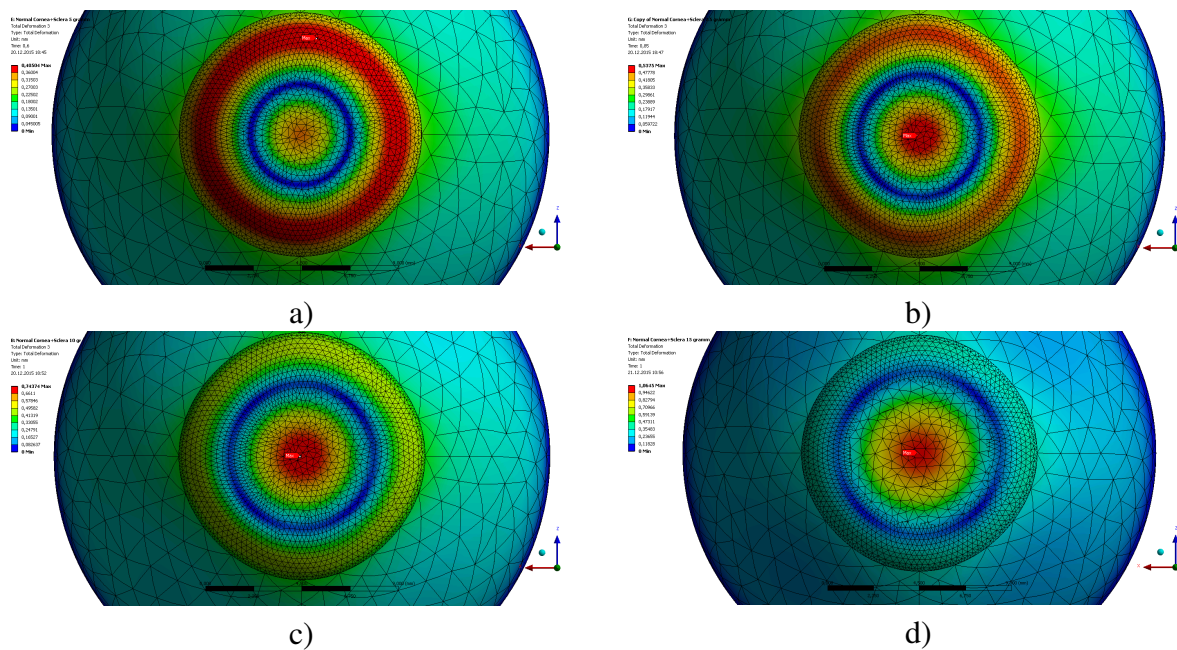 E: Normal Cornea+Sclera 5 gramm
Total Deformation 3
Type: Total Deformation
Unit: mm
Time: 0,6
20.12.2015 18:45
0,40504 Max
0,36004
0,31503
0,27003
0,22502
0,18002
0,13501
0,09001
0,045005
0 Min
Max
Z
a)
G: Copy of Normal Cornea+Sclera
Total Deformation 3
Type: Total Deformation
Unit: mm
Time: 0,85
20.12.2015 18:47
0,5375 Max
0,47778
0,41805
0,35833
0,29861
0,23889
0,17917
0,11944
0,059722
0 Min
Max
Z
b)
B: Normal Cornea+Sclera 10 gr
Total Deformation 3
Type: Total Deformation
Unit: mm
Time: 1
20.12.2015 18:52
0,74374 Max
0,6611
0,57846
0,49582
0,41319
0,33055
0,24791
0,16527
0,082637
0 Min
Max
Z
c)
F: Normal Cornea+Sclera 15 gramm
Total Deformation
Type: Total Deformation
Unit: mm
Time: 1
21.12.2015 18:56
1,0645 Max
0,94622
0,82794
0,70966
0,59139
0,47311
0,35483
0,23655
0,11828
0 Min
Max
Z
X
d)